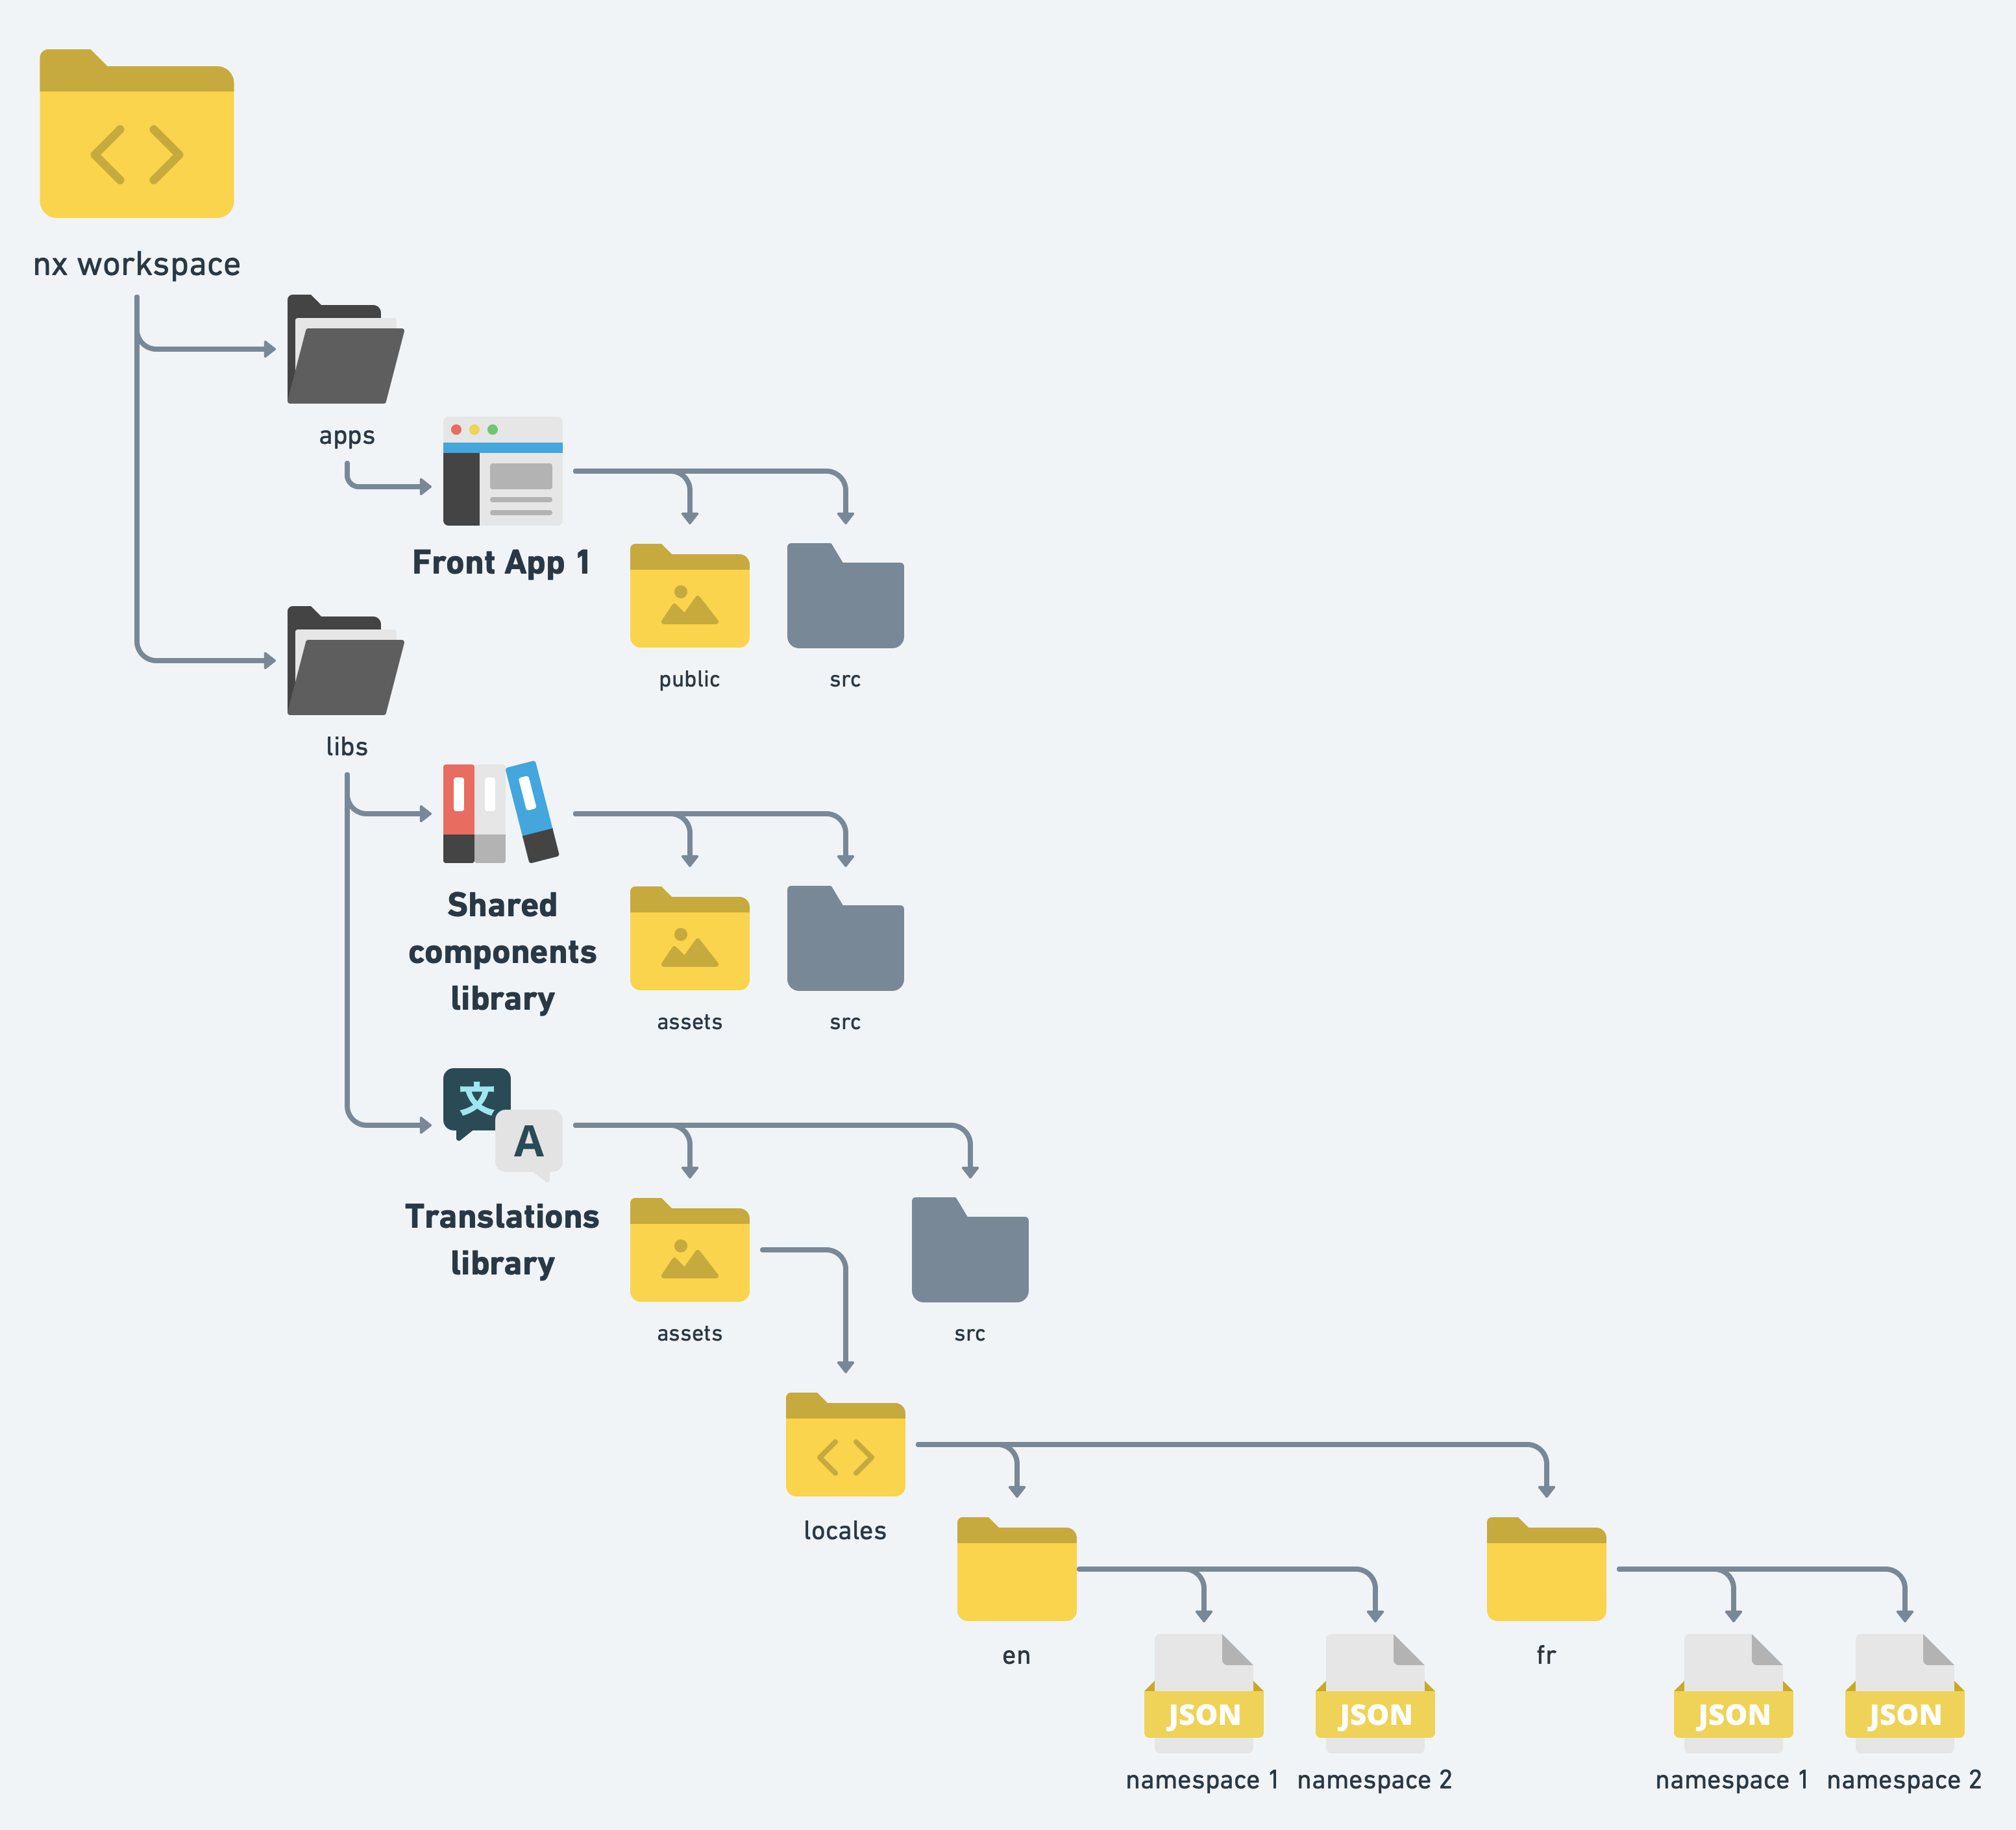 nx workspace
apps
Front App 1
public
src
libs
Shared
components
library
assets
src
文
A
Translations
library
assets
src
locales
en
fr
JSON
JSON
JSON
JSON
namespace 1
namespace 2
namespace 1
namespace 2